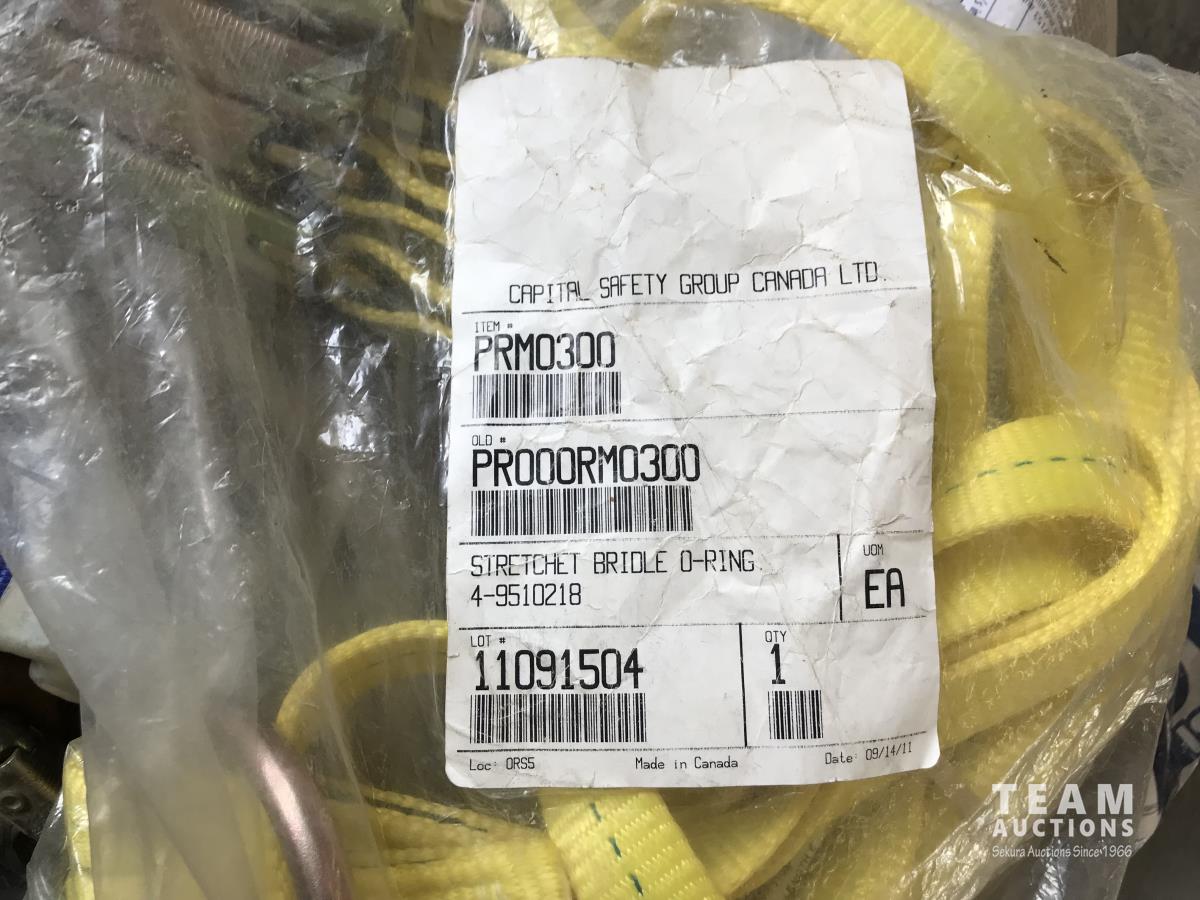 CAPITAL SAFETY GROUP CANADA LTD.
ITEM #
PRM0300
OLD #
PR000RM0300
STRETCHET BRIDLE O-RING
4-9510218
UOM
EA
LOT #
11091504
QTY
1
Loc: ORS5 Made in Canada Date: 09/14/11
TEAM
AUCTIONS
Sekura Auctions Since 1966